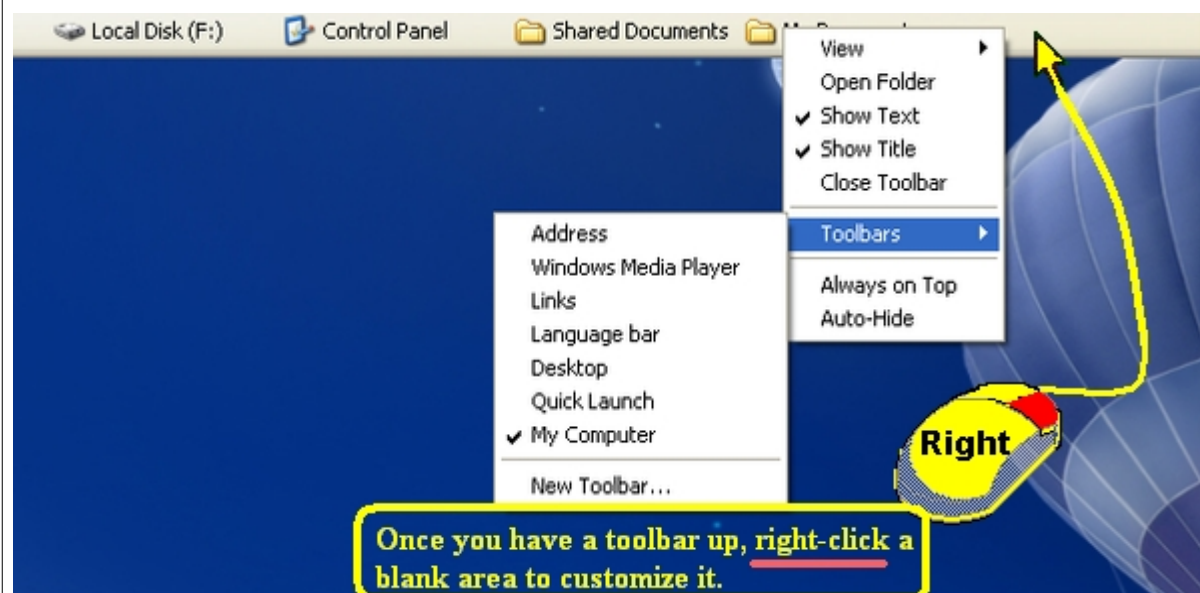 Local Disk (F:) Control Panel Shared Documents
View
Open Folder
Show Text
Show Title
Close Toolbar
Toolbars
Always on Top
Auto-Hide
Address
Windows Media Player
Links
Language bar
Desktop
Quick Launch
My Computer
New Toolbar...
Right
Once you have a toolbar up, right-click a
blank area to customize it.